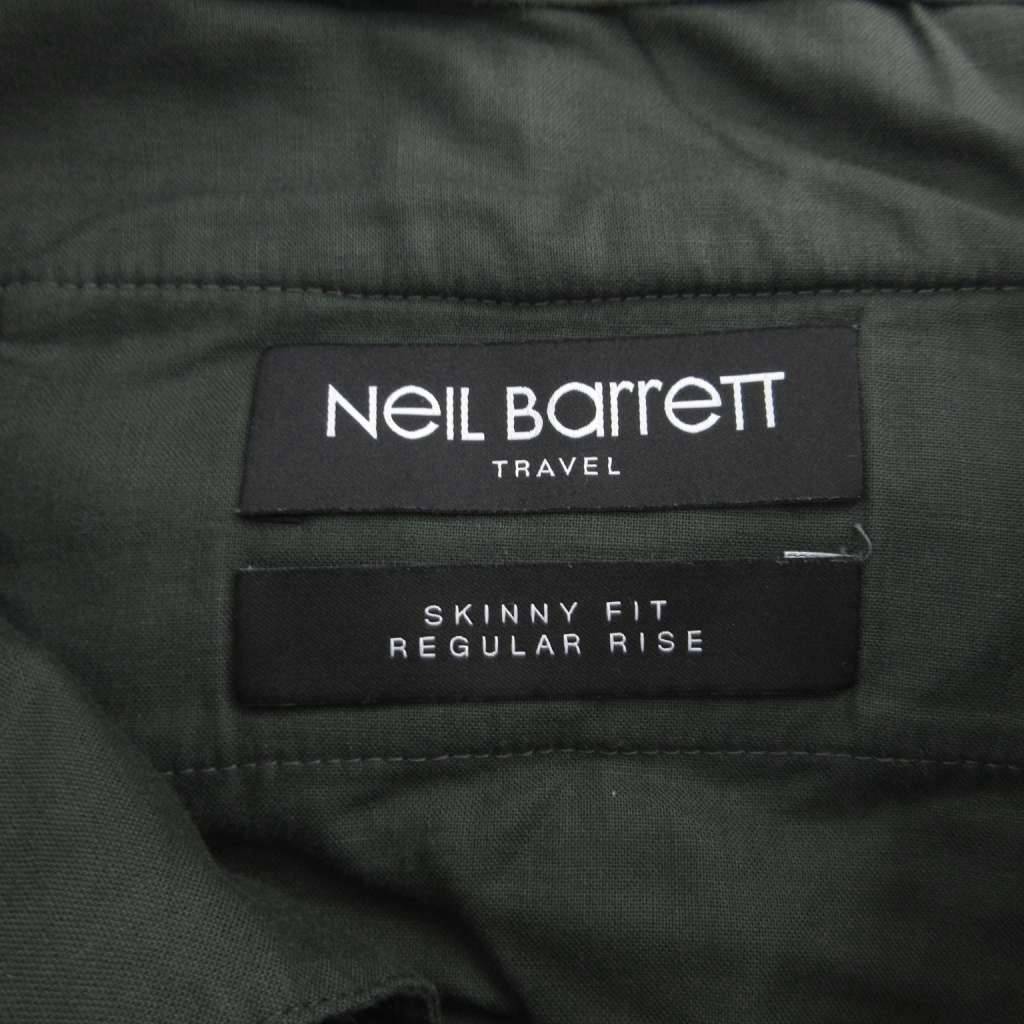 Neil Barrett
TRAVEL
SKINNY FIT
REGULAR RISE